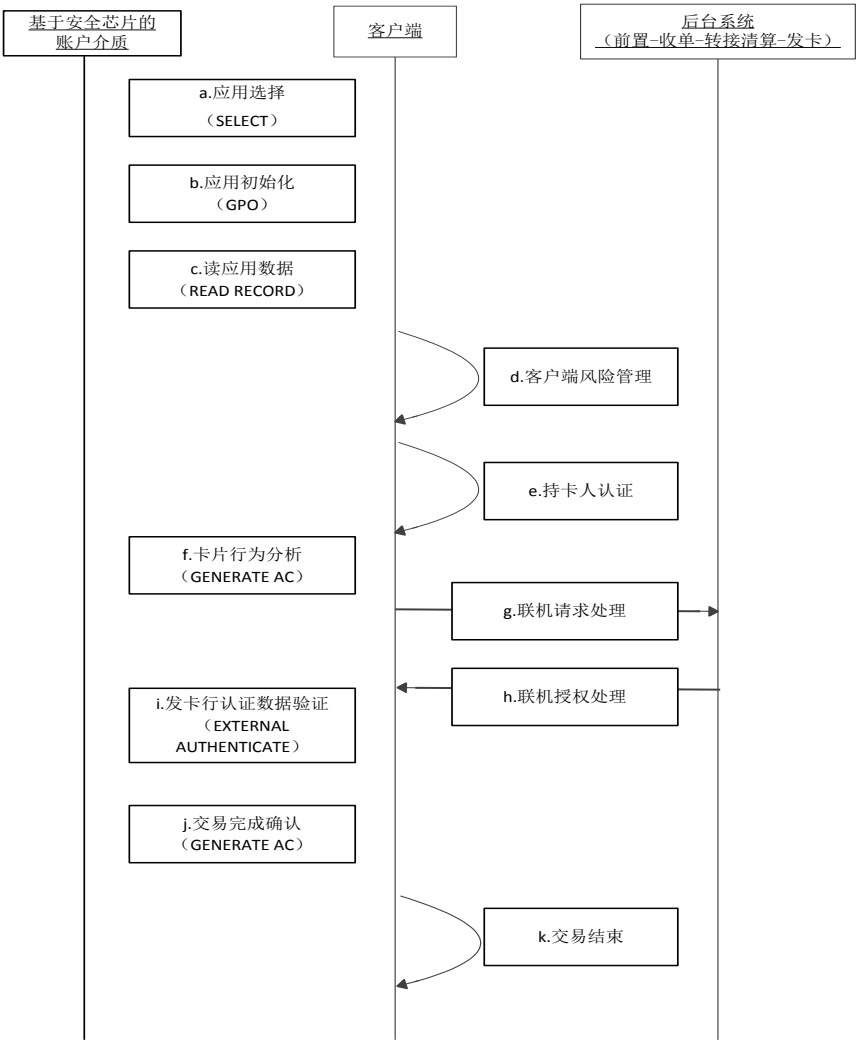 基于安全芯片的
账户介质
客户端
后台系统
（前置-收单-转接清算-发卡）
a.应用选择
（SELECT）
b.应用初始化
（GPO）
c.读应用数据
（READ RECORD）
d.客户端风险管理
e.持卡人认证
f.卡片行为分析
（GENERATE AC）
g.联机请求处理
h.联机授权处理
i.发卡行认证数据验证
（EXTERNAL
AUTHENTICATE）
j.交易完成确认
（GENERATE AC）
k.交易结束